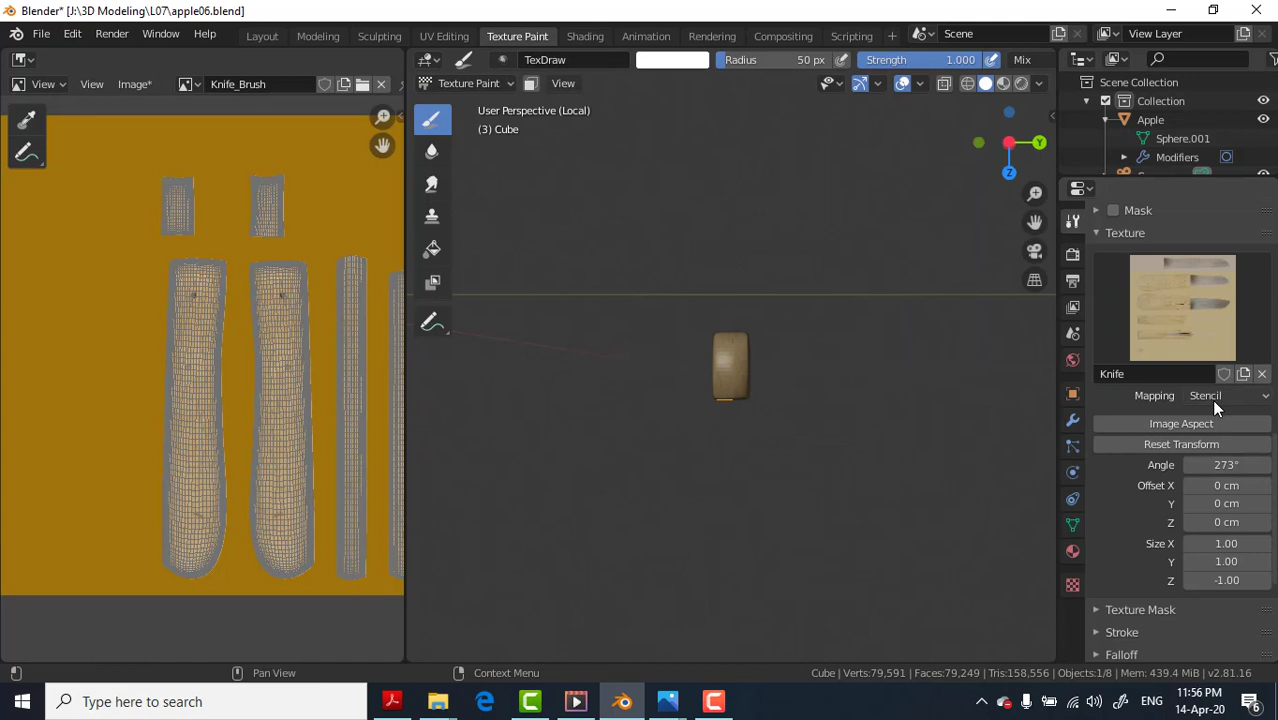 Blender* [J:\3D Modeling\L07\apple06.blend]
File Edit Render Window Help Layout Modeling Sculpting UV Editing Texture Paint Shading Animation Rendering Compositing Scripting Scene View Layer
TexDraw Radius 50 px Strength 1.000 Mix
View View Image* Knife_Brush Texture Paint View
User Perspective (Local)
(3) Cube
Scene Collection
Collection
Apple
Sphere.001
Modifiers
Y
Z
Mask
Texture
Knife
Mapping Stencil
Image Aspect
Reset Transform
Angle 273°
Offset X 0 cm
Y 0 cm
Z 0 cm
Size X 1.00
Y 1.00
Z -1.00
Texture Mask
Stroke
Falloff
Pan View Context Menu Cube | Verts:79,591 | Faces:79,249 | Tris:158,556 | Objects:1/8 | Mem: 439.4 MiB | v2.81.16
Type here to search
ENG
11:56 PM
14-Apr-20
6